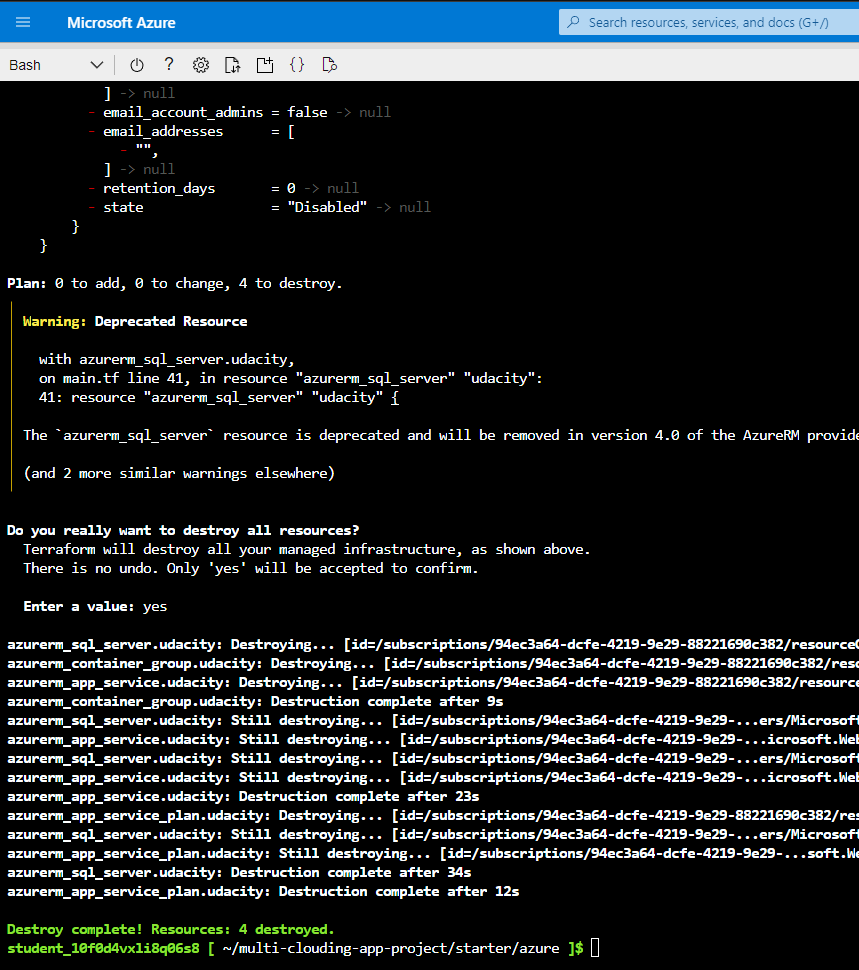 Microsoft Azure
Search resources, services, and docs (G+/)
Bash
] -> null
- email_account_admins = false -> null
- email_addresses = [
- "",
] -> null
- retention_days = 0 -> null
- state = "Disabled" -> null
}
}
Plan: 0 to add, 0 to change, 4 to destroy.
Warning: Deprecated Resource
with azurerm_sql_server.udacity,
on main.tf line 41, in resource "azurerm_sql_server" "udacity":
41: resource "azurerm_sql_server" "udacity" {
The `azurerm_sql_server` resource is deprecated and will be removed in version 4.0 of the AzureRM provide
(and 2 more similar warnings elsewhere)
Do you really want to destroy all resources?
Terraform will destroy all your managed infrastructure, as shown above.
There is no undo. Only 'yes' will be accepted to confirm.
Enter a value: yes
azurerm_sql_server.udacity: Destroying... [id=/subscriptions/94ec3a64-dcfe-4219-9e29-88221690c382/resourceG
azurerm_container_group.udacity: Destroying... [id=/subscriptions/94ec3a64-dcfe-4219-9e29-88221690c382/reso
azurerm_app_service.udacity: Destroying... [id=/subscriptions/94ec3a64-dcfe-4219-9e29-88221690c382/resource
azurerm_container_group.udacity: Destruction complete after 9s
azurerm_sql_server.udacity: Still destroying... [id=/subscriptions/94ec3a64-dcfe-4219-9e29-...ers/Microsoft
azurerm_app_service.udacity: Still destroying... [id=/subscriptions/94ec3a64-dcfe-4219-9e29-...icrosoft.Web
azurerm_sql_server.udacity: Still destroying... [id=/subscriptions/94ec3a64-dcfe-4219-9e29-...ers/Microsoft
azurerm_app_service.udacity: Still destroying... [id=/subscriptions/94ec3a64-dcfe-4219-9e29-...icrosoft.Web
azurerm_app_service.udacity: Destruction complete after 23s
azurerm_app_service_plan.udacity: Destroying... [id=/subscriptions/94ec3a64-dcfe-4219-9e29-88221690c382/res
azurerm_sql_server.udacity: Still destroying... [id=/subscriptions/94ec3a64-dcfe-4219-9e29-...ers/Microsoft
azurerm_app_service_plan.udacity: Still destroying... [id=/subscriptions/94ec3a64-dcfe-4219-9e29-...soft.We
azurerm_sql_server.udacity: Destruction complete after 34s
azurerm_app_service_plan.udacity: Destruction complete after 12s
Destroy complete! Resources: 4 destroyed.
student_10f0d4vxli8q06s8 [ ~/multi-clouding-app-project/starter/azure ]$